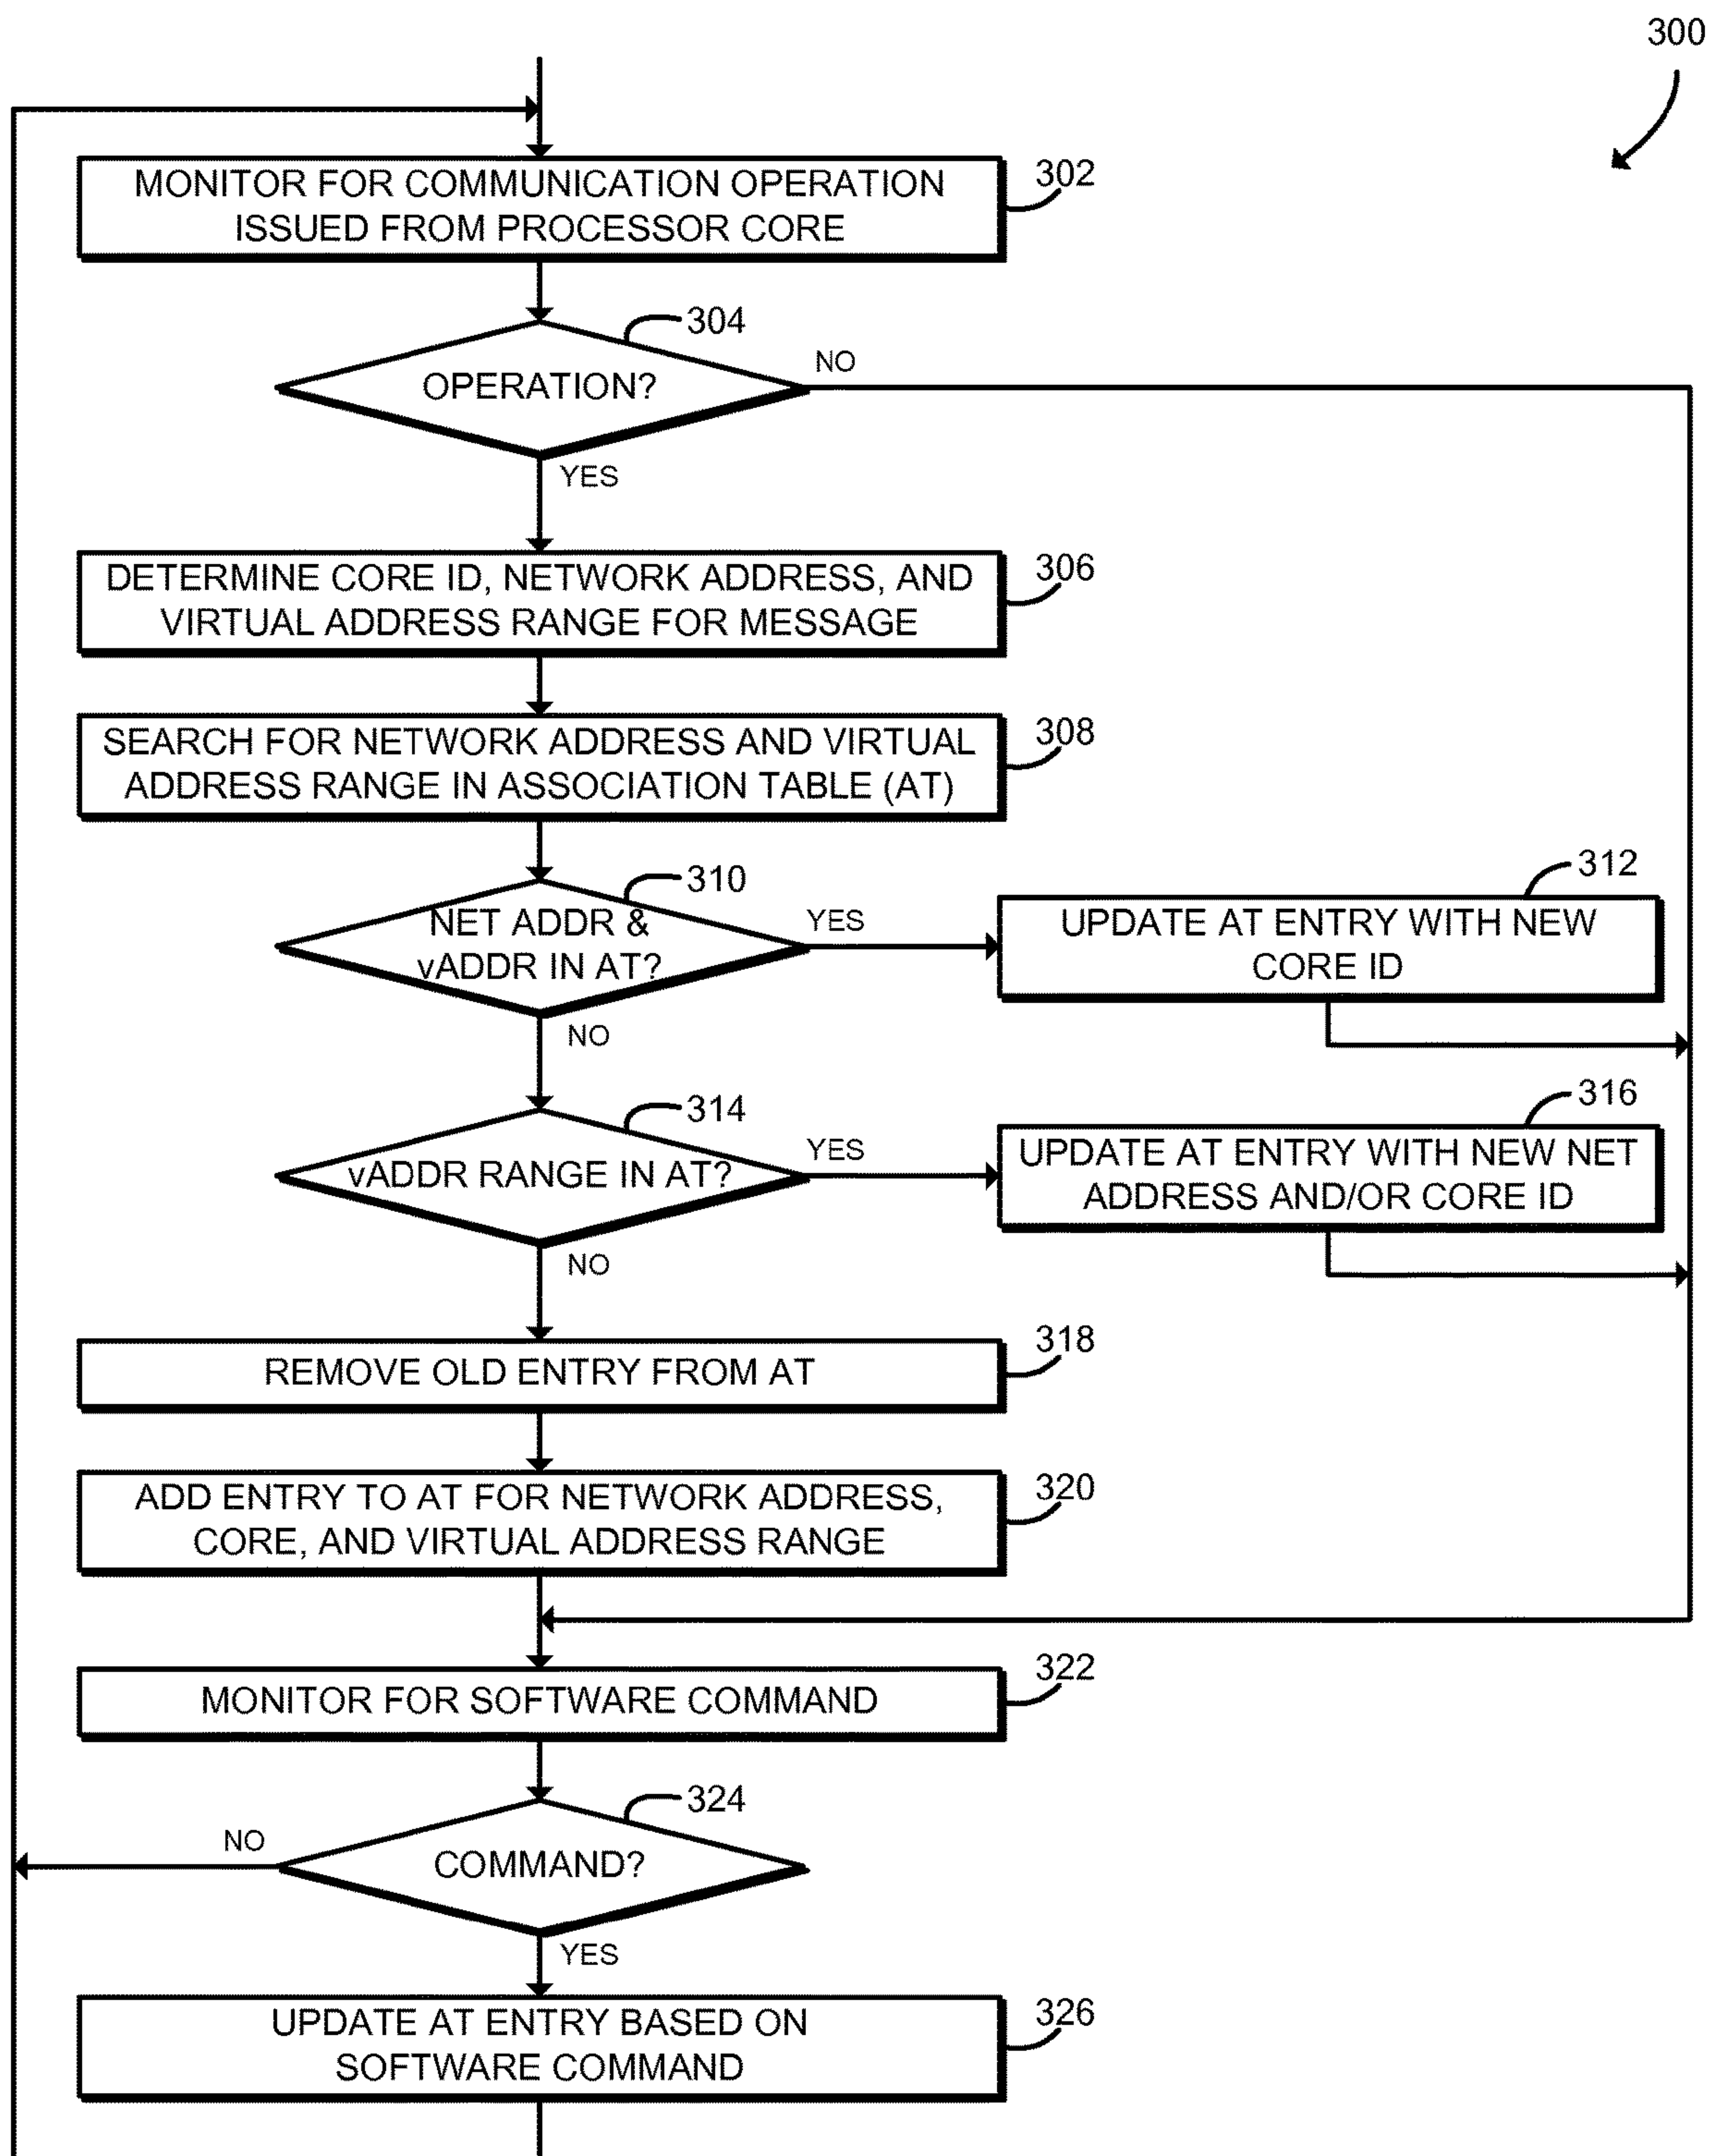 300
MONITOR FOR COMMUNICATION OPERATION
ISSUED FROM PROCESSOR CORE
302
304
OPERATION?
NO
YES
DETERMINE CORE ID, NETWORK ADDRESS, AND
VIRTUAL ADDRESS RANGE FOR MESSAGE
306
SEARCH FOR NETWORK ADDRESS AND VIRTUAL
ADDRESS RANGE IN ASSOCIATION TABLE (AT)
308
310
NET ADDR &
vADDR IN AT?
YES
NO
312
UPDATE AT ENTRY WITH NEW
CORE ID
314
vADDR RANGE IN AT?
YES
NO
316
UPDATE AT ENTRY WITH NEW NET
ADDRESS AND/OR CORE ID
REMOVE OLD ENTRY FROM AT
318
ADD ENTRY TO AT FOR NETWORK ADDRESS,
CORE, AND VIRTUAL ADDRESS RANGE
320
MONITOR FOR SOFTWARE COMMAND
322
324
COMMAND?
NO
YES
UPDATE AT ENTRY BASED ON
SOFTWARE COMMAND
326